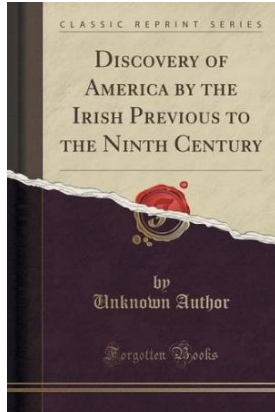 CLASSIC REPRINT SERIES
DISCOVERY OF
AMERICA BY THE
IRISH PREVIOUS TO
THE NINTH CENTURY
by
Unknown Author
Forgotten Books